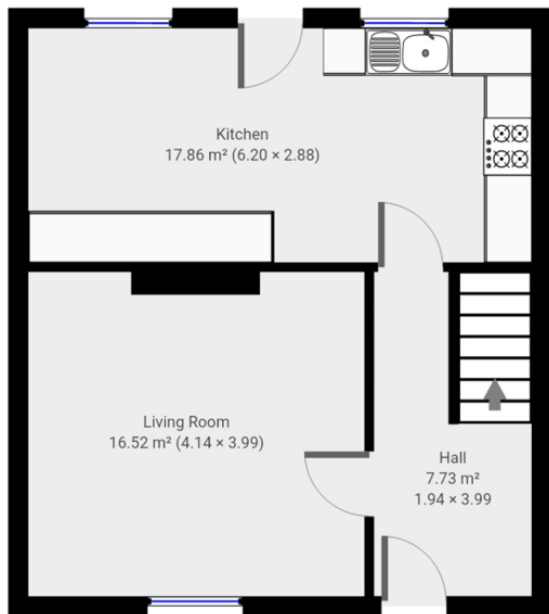 Kitchen
17.86 m² (6.20 × 2.88)
Living Room
16.52 m² (4.14 × 3.99)
Hall
7.73 m²
1.94 × 3.99